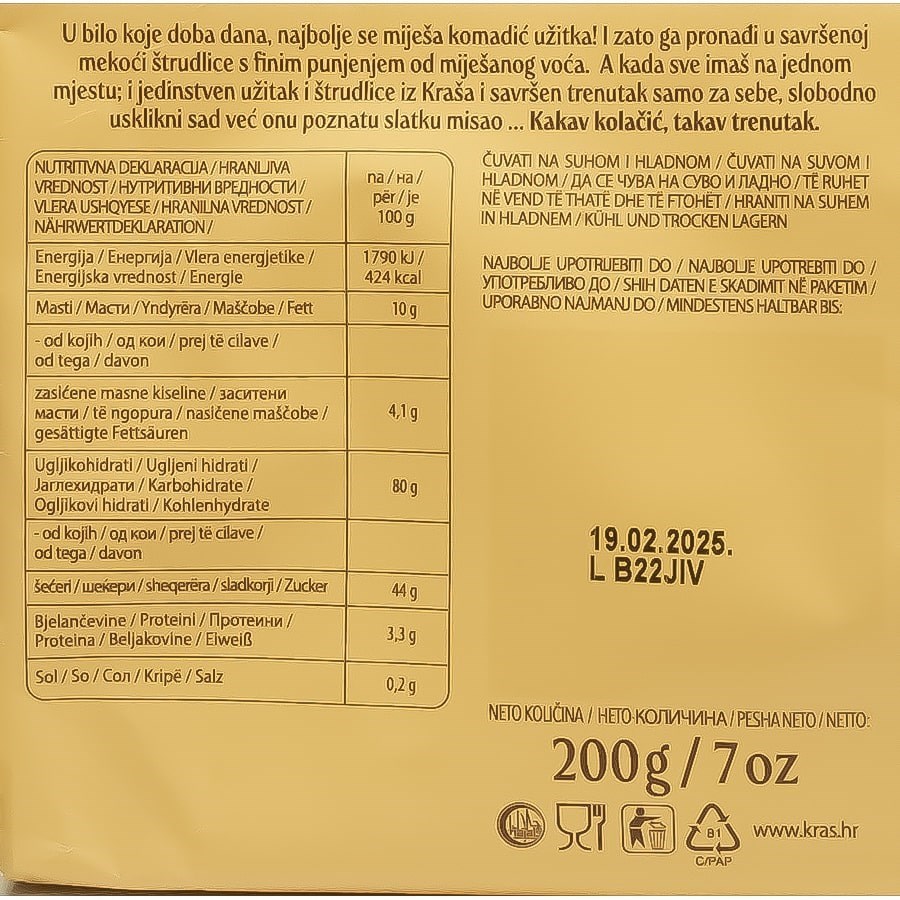 U bilo koje doba dana, najbolje se miješa komadić užitka! I zato ga pronađi u savršenoj
mekoći štrudlice s finim punjenjem od miješanog voća. A kada sve imaš na jednom
mjestu; i jedinstven užitak i štrudlice iz Kraša i savršen trenutak samo za sebe, slobodno
usklikni sad već onu poznatu slatku misao ... Kakav kolačić, takav trenutak.
NUTRITIVNA DEKLARACIJA / HRANLJIVA
VREDNOST / НУТРИТИВНИ ВРЕДНОСТИ /
VLERA USHQYESE / HRANILNA VREDNOST /
NÄHRWERTDEKLARATION /
na / на /
për / je
100 g
Energija / Енергија / Vlera energjetike /
Energijska vrednost / Energie
1790 kJ /
424 kcal
Masti / Масти / Yndyrëra / Maščobe / Fett
10 g
- od kojih / од кои / prej të cilave /
od tega / davon
zasićene masne kiseline / заситени
масти / të ngopura / nasičene maščobe /
gesättigte Fettsäuren
4,1 g
Ugljikohidrati / Ugljeni hidrati /
Јаглехидрати / Karbohidrate /
Ogljikovi hidrati / Kohlenhydrate
80 g
- od kojih / од кои / prej të cilave /
od tega / davon
šećeri / шеќери / sheqerëra / sladkorji / Zucker
44 g
Bjelančevine / Proteini / Протеини /
Proteina / Beljakovine / Eiweiß
3,3 g
Sol / So / Сол / Kripë / Salz
0,2 g
ČUVATI NA SUHOM I HLADNOM / ČUVATI NA SUVOM I
HLADNOM / ДА СЕ ЧУВА НА СУВО И ЛАДНО / TË RUHET
NË VEND TË THATË DHE TË FTOHËT / HRANITI NA SUHEM
IN HLADNEM / KÜHL UND TROCKEN LAGERN
NAJBOLJE UPOTRIJEBITI DO / NAJBOLJE UPOTREBITI DO /
УПОТРЕБЛИВО ДО / SHIH DATEN E SKADIMIT NË PAKETIM /
UPORABNO NAJMANJ DO / MINDESTENS HALTBAR BIS:
19.02.2025.
L B22JIV
NETO KOLIČINA / НЕТО КОЛИЧИНА / PESHA NETO / NETTO:
200g / 7 oz
Halal
81
C/PAP
www.kras.hr